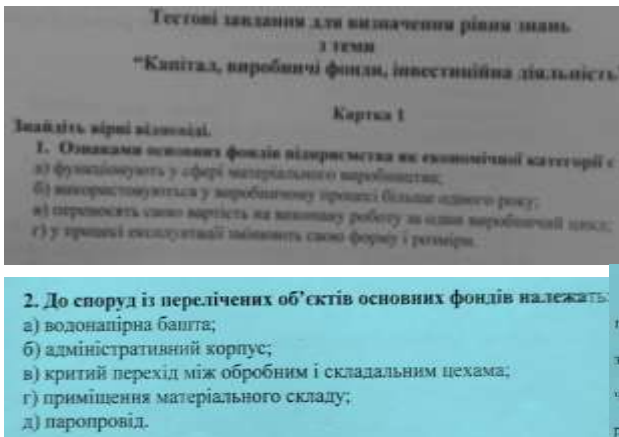 Тестові завдання для визначення рівня знань
з теми
“Капітал, виробничі фонди, інвестиційна діяльність”
Картка 1
Знайдіть вірні відповіді.
1. Ознаками основних фондів підприємства як економічної категорії є
а) функціонують у сфері матеріального виробництва;
б) використовуються у виробничому процесі більше одного року;
в) переносять свою вартість на виконану роботу за один виробничий цикл;
г) у процесі експлуатації змінюють свою форму і розміри.
2. До споруд із перелічених об’єктів основних фондів належать:
а) водонапірна башта;
б) адміністративний корпус;
в) критий перехід між обробним і складальним цехама;
г) приміщення матеріального складу;
д) паропровід.